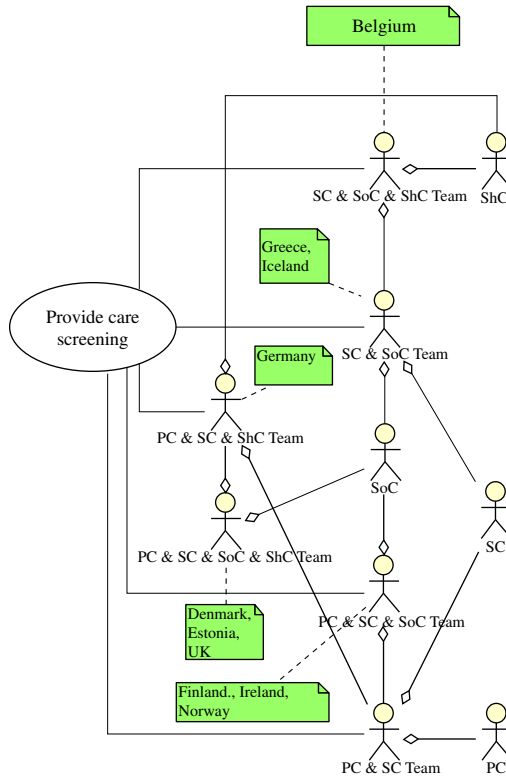 Belgium
SC & SoC & ShC Team
ShC
Greece,
Iceland
Provide care
screening
SC & SoC Team
Germany
PC & SC & ShC Team
SoC
PC & SC & SoC & ShC Team
SC
Denmark,
Estonia,
UK
PC & SC & SoC Team
Finland., Ireland,
Norway
PC & SC Team
PC